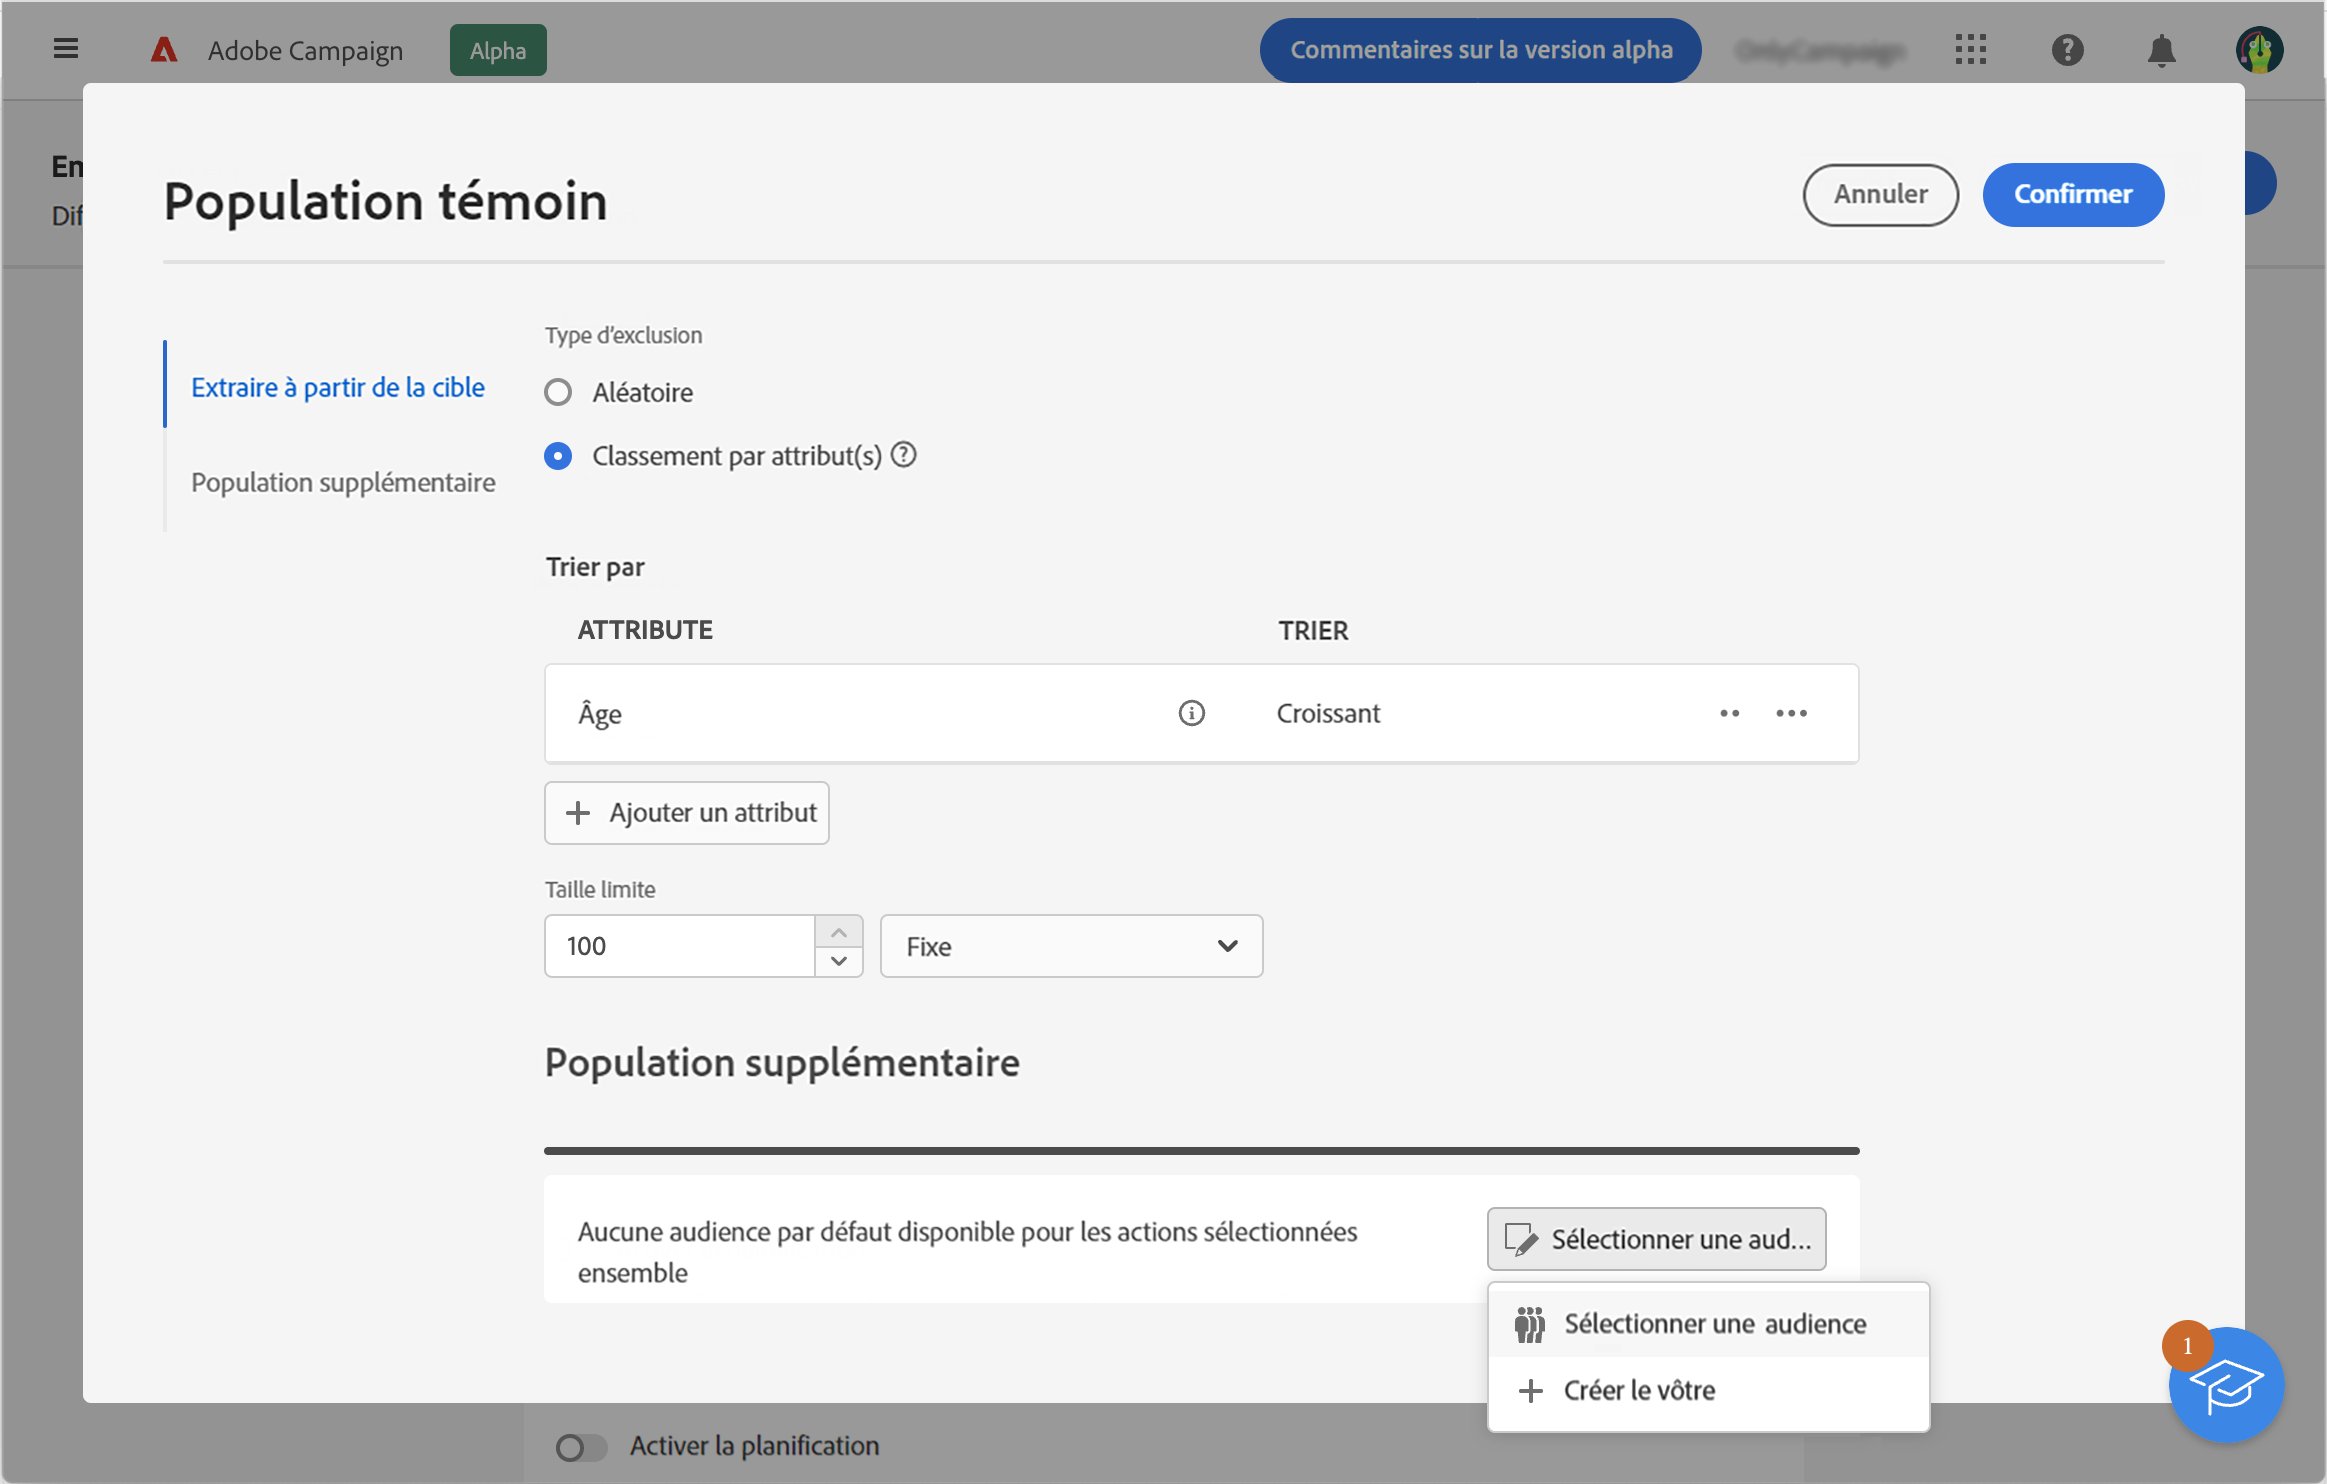 Adobe Campaign
Alpha
Commentaires sur la version alpha
En
Dif
Population témoin
Annuler
Confirmer
Extraire à partir de la cible
Population supplémentaire
Type d'exclusion
Aléatoire
Classement par attribut(s)
Trier par
ATTRIBUTE
TRIER
Âge
Croissant
Ajouter un attribut
Taille limite
100
Fixe
Population supplémentaire
Aucune audience par défaut disponible pour les actions sélectionnées
ensemble
Sélectionner une aud...
Sélectionner une audience
Créer le vôtre
1
Activer la planification